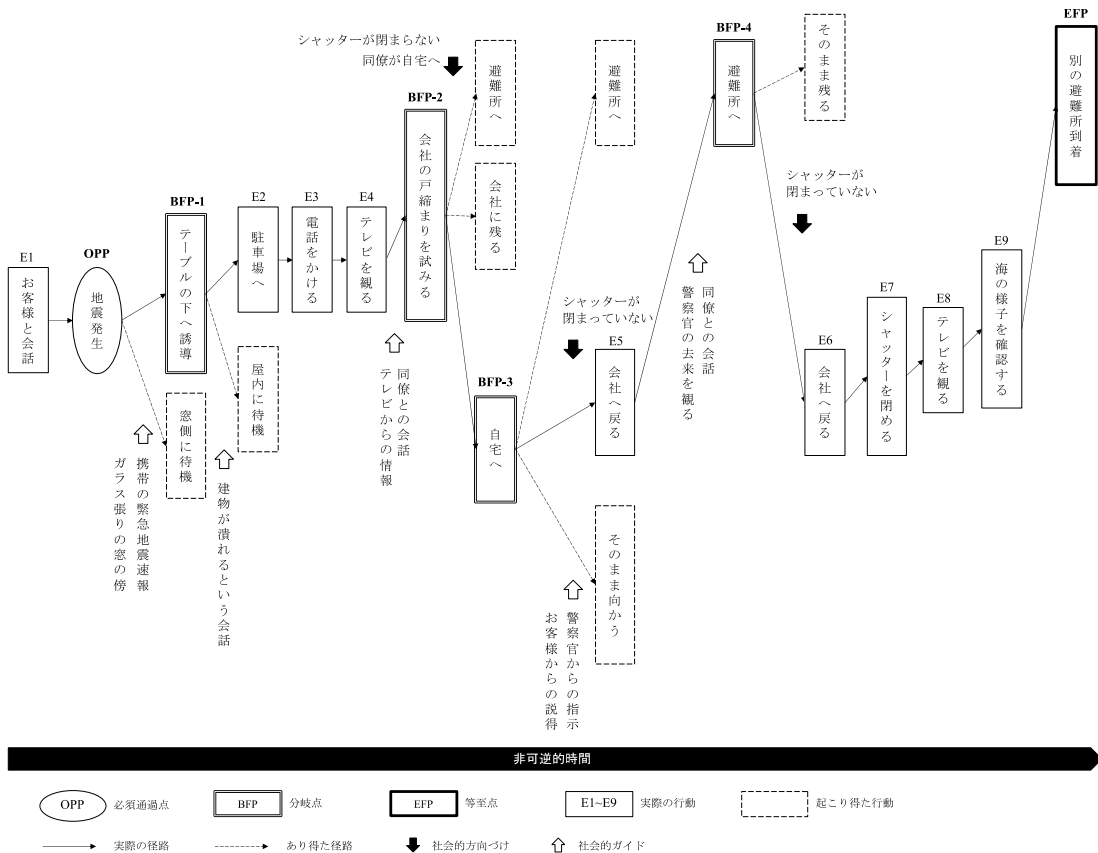 E1
お客様と会話
OPP
地震発生
BFP-1
テーブルの下へ誘導
窓側に待機
携帯の緊急地震速報
ガラス張りの窓の傍
E2
駐車場へ
屋内に待機
建物が潰れるという会話
E3
電話をかける
E4
テレビを観る
シャッターが閉まらない
同僚が自宅へ
BFP-2
会社の戸締まりを試みる
同僚との会話
テレビからの情報
避難所へ
会社に残る
BFP-3
自宅へ
避難所へ
シャッターが
閉まっていない
E5
会社へ戻る
そのまま向かう
警察官からの指示
お客様からの説得
BFP-4
避難所へ
同僚との会話
警察官の去来を観る
そのまま残る
シャッターが
閉まっていない
E6
会社へ戻る
E7
シャッターを閉める
E8
テレビを観る
E9
海の様子を確認する
EFP
別の避難所到着
非可逆的時間
OPP 必須通過点
BFP 分岐点
EFP 等至点
E1~E9 実際の行動
起こり得た行動
実際の径路
あり得た径路
社会的方向づけ
社会的ガイド